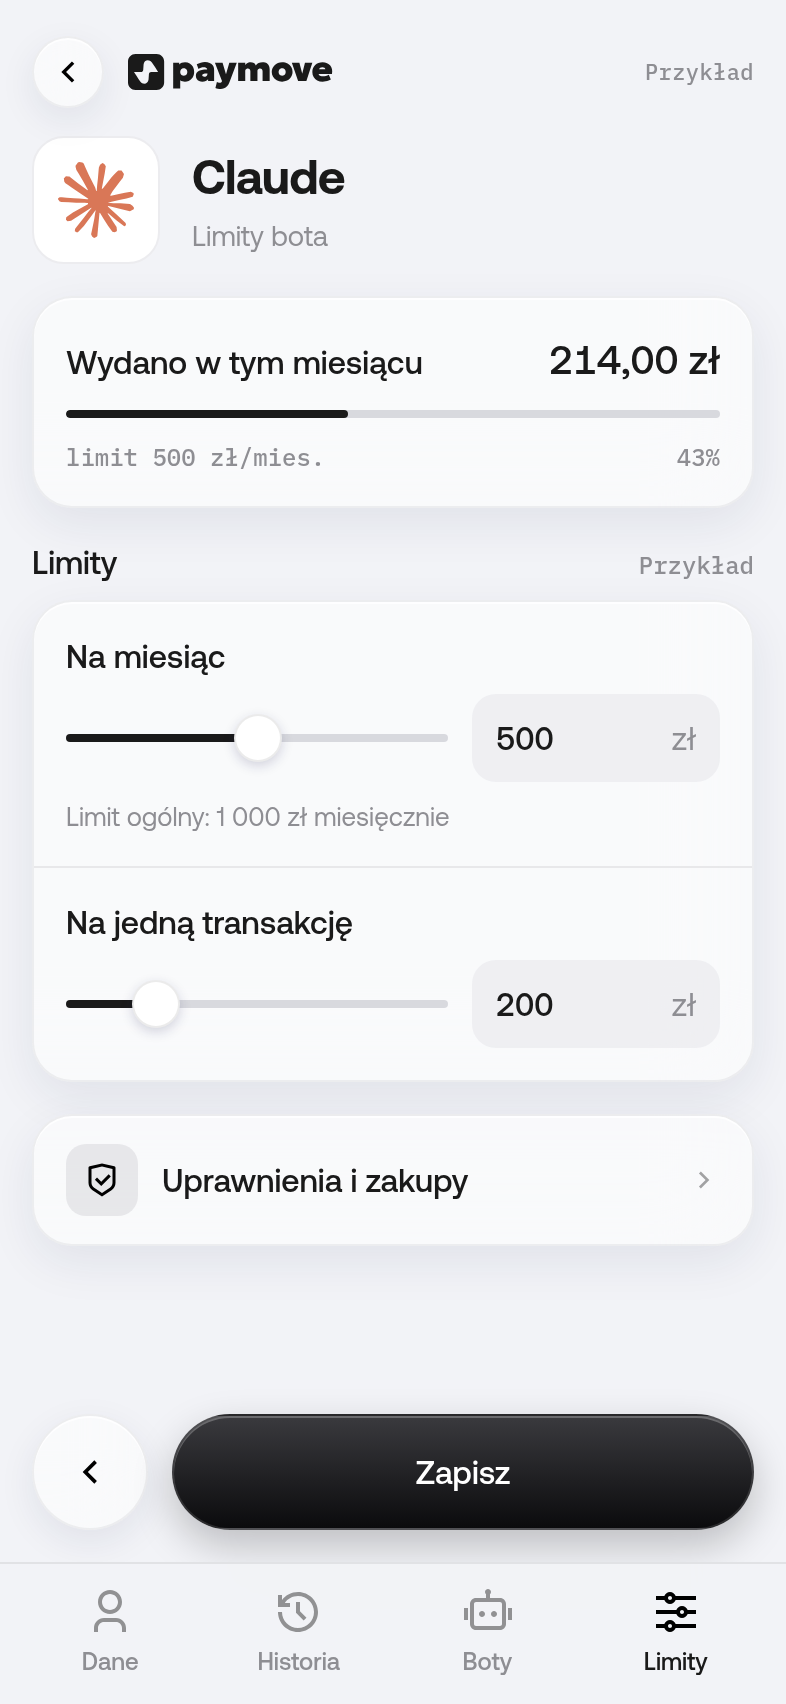 paymove
Przykład
Claude
Limity bota
Wydano w tym miesiącu 214,00 zł
limit 500 zł/mies. 43%
Limity Przykład
Na miesiąc
500 zł
Limit ogólny: 1 000 zł miesięcznie
Na jedną transakcję
200 zł
Uprawnienia i zakupy
Zapisz
Dane Historia Boty Limity